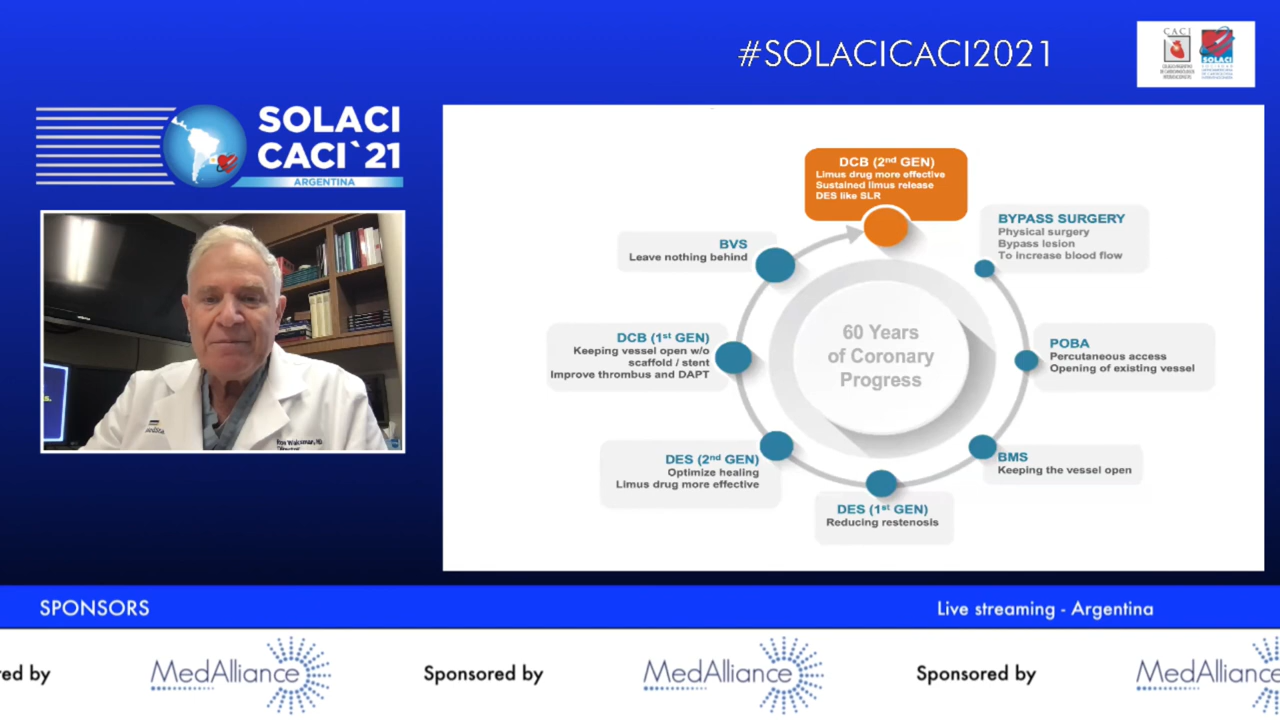 #SOLACICACI2021
CACI
SOLACI
SOLACI
CACI`21
ARGENTINA
DCB (2nd GEN)
Limus drug more effective
Sustained limus release
DES like SLR
BYPASS SURGERY
Physical surgery
Bypass lesion
To increase blood flow
BVS
Leave nothing behind
DCB (1st GEN)
Keeping vessel open w/o
scaffold / stent
Improve thrombus and DAPT
60 Years
of Coronary
Progress
POBA
Percutaneous access
Opening of existing vessel
DES (2nd GEN)
Optimize healing
Limus drug more effective
BMS
Keeping the vessel open
DES (1st GEN)
Reducing restenosis
Waksman, MD
SPONSORS
Live streaming - Argentina
red by
MedAlliance
Sponsored by
MedAlliance
Sponsored by
MedAlliance